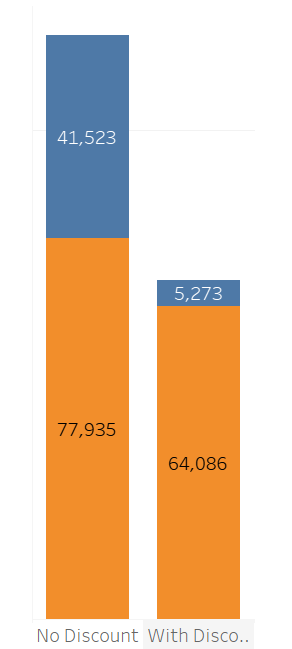 41,523
5,273
77,935
64,086
No Discount
With Disco..